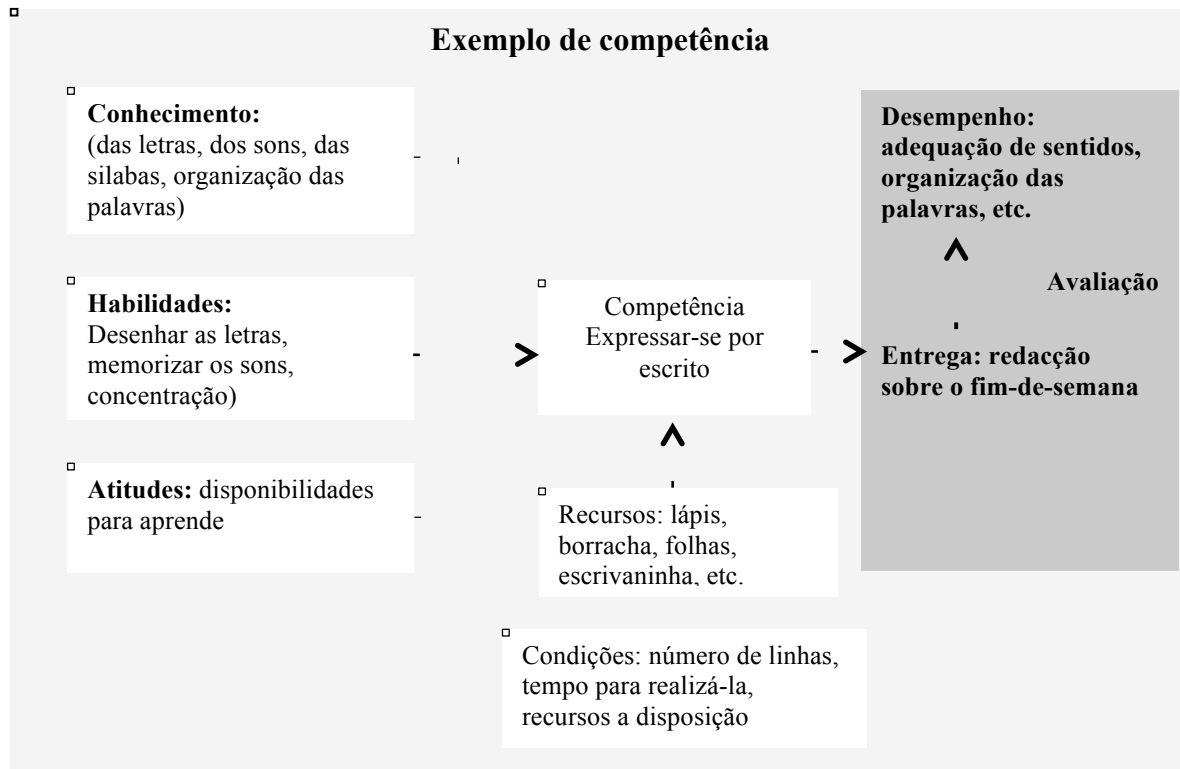 Exemplo de competência
Conhecimento:
(das letras, dos sons, das
silabas, organização das
palavras)
Habilidades:
Desenhar as letras,
memorizar os sons,
concentração)
Atitudes: disponibilidades
para aprende
Competência
Expressar-se por
escrito
Recursos: lápis,
borracha, folhas,
escrivaninha, etc.
Condições: número de linhas,
tempo para realizá-la,
recursos a disposição
Desempenho:
adequação de sentidos,
organização das
palavras, etc.
Avaliação
Entrega: redacção
sobre o fim-de-semana